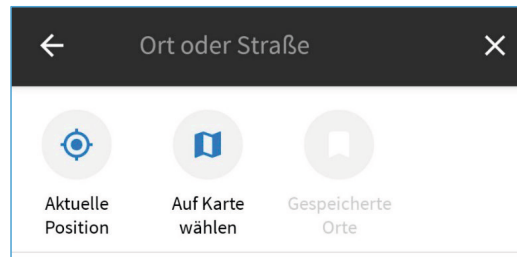 Ort oder Straße
Aktuelle Position
Auf Karte wählen
Gespeicherte Orte